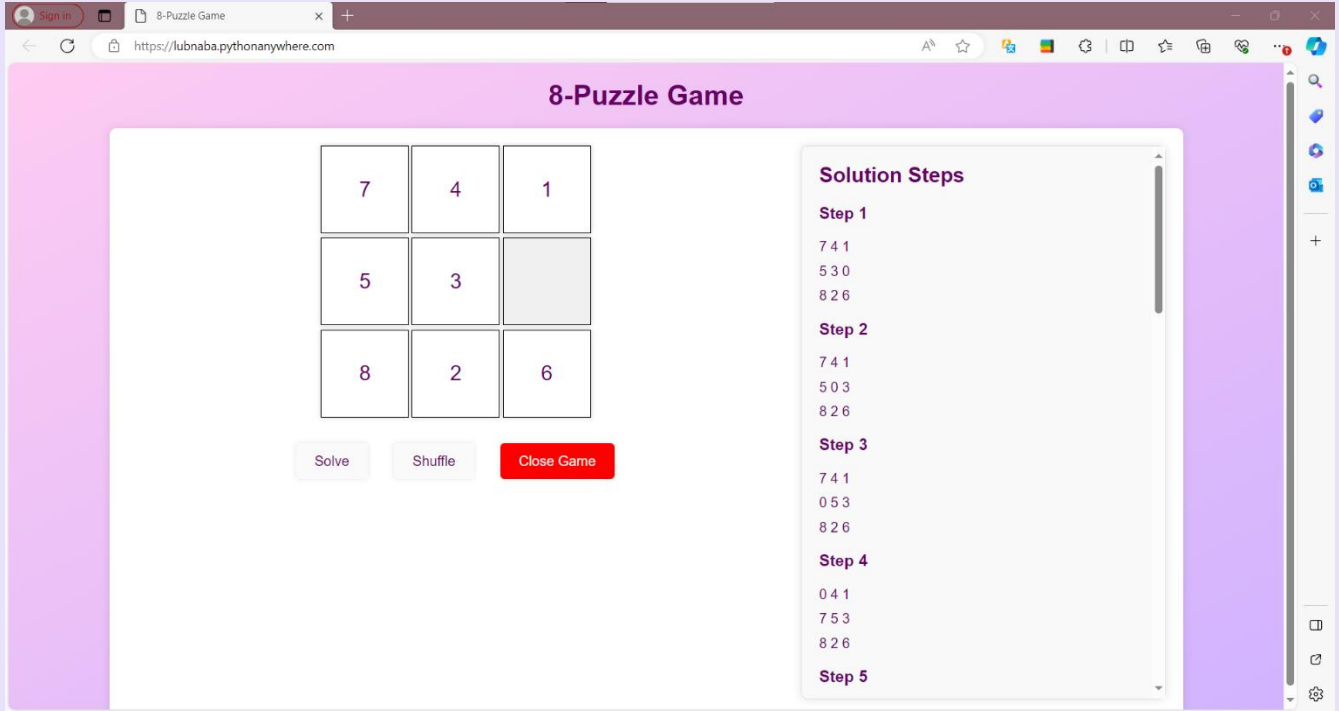 Sign in
8-Puzzle Game
https://lubnaba.pythonanywhere.com
8-Puzzle Game
7 4 1
5 3
8 2 6
Solve Shuffle Close Game
Solution Steps
Step 1
7 4 1
5 3 0
8 2 6
Step 2
7 4 1
5 0 3
8 2 6
Step 3
7 4 1
0 5 3
8 2 6
Step 4
0 4 1
7 5 3
8 2 6
Step 5